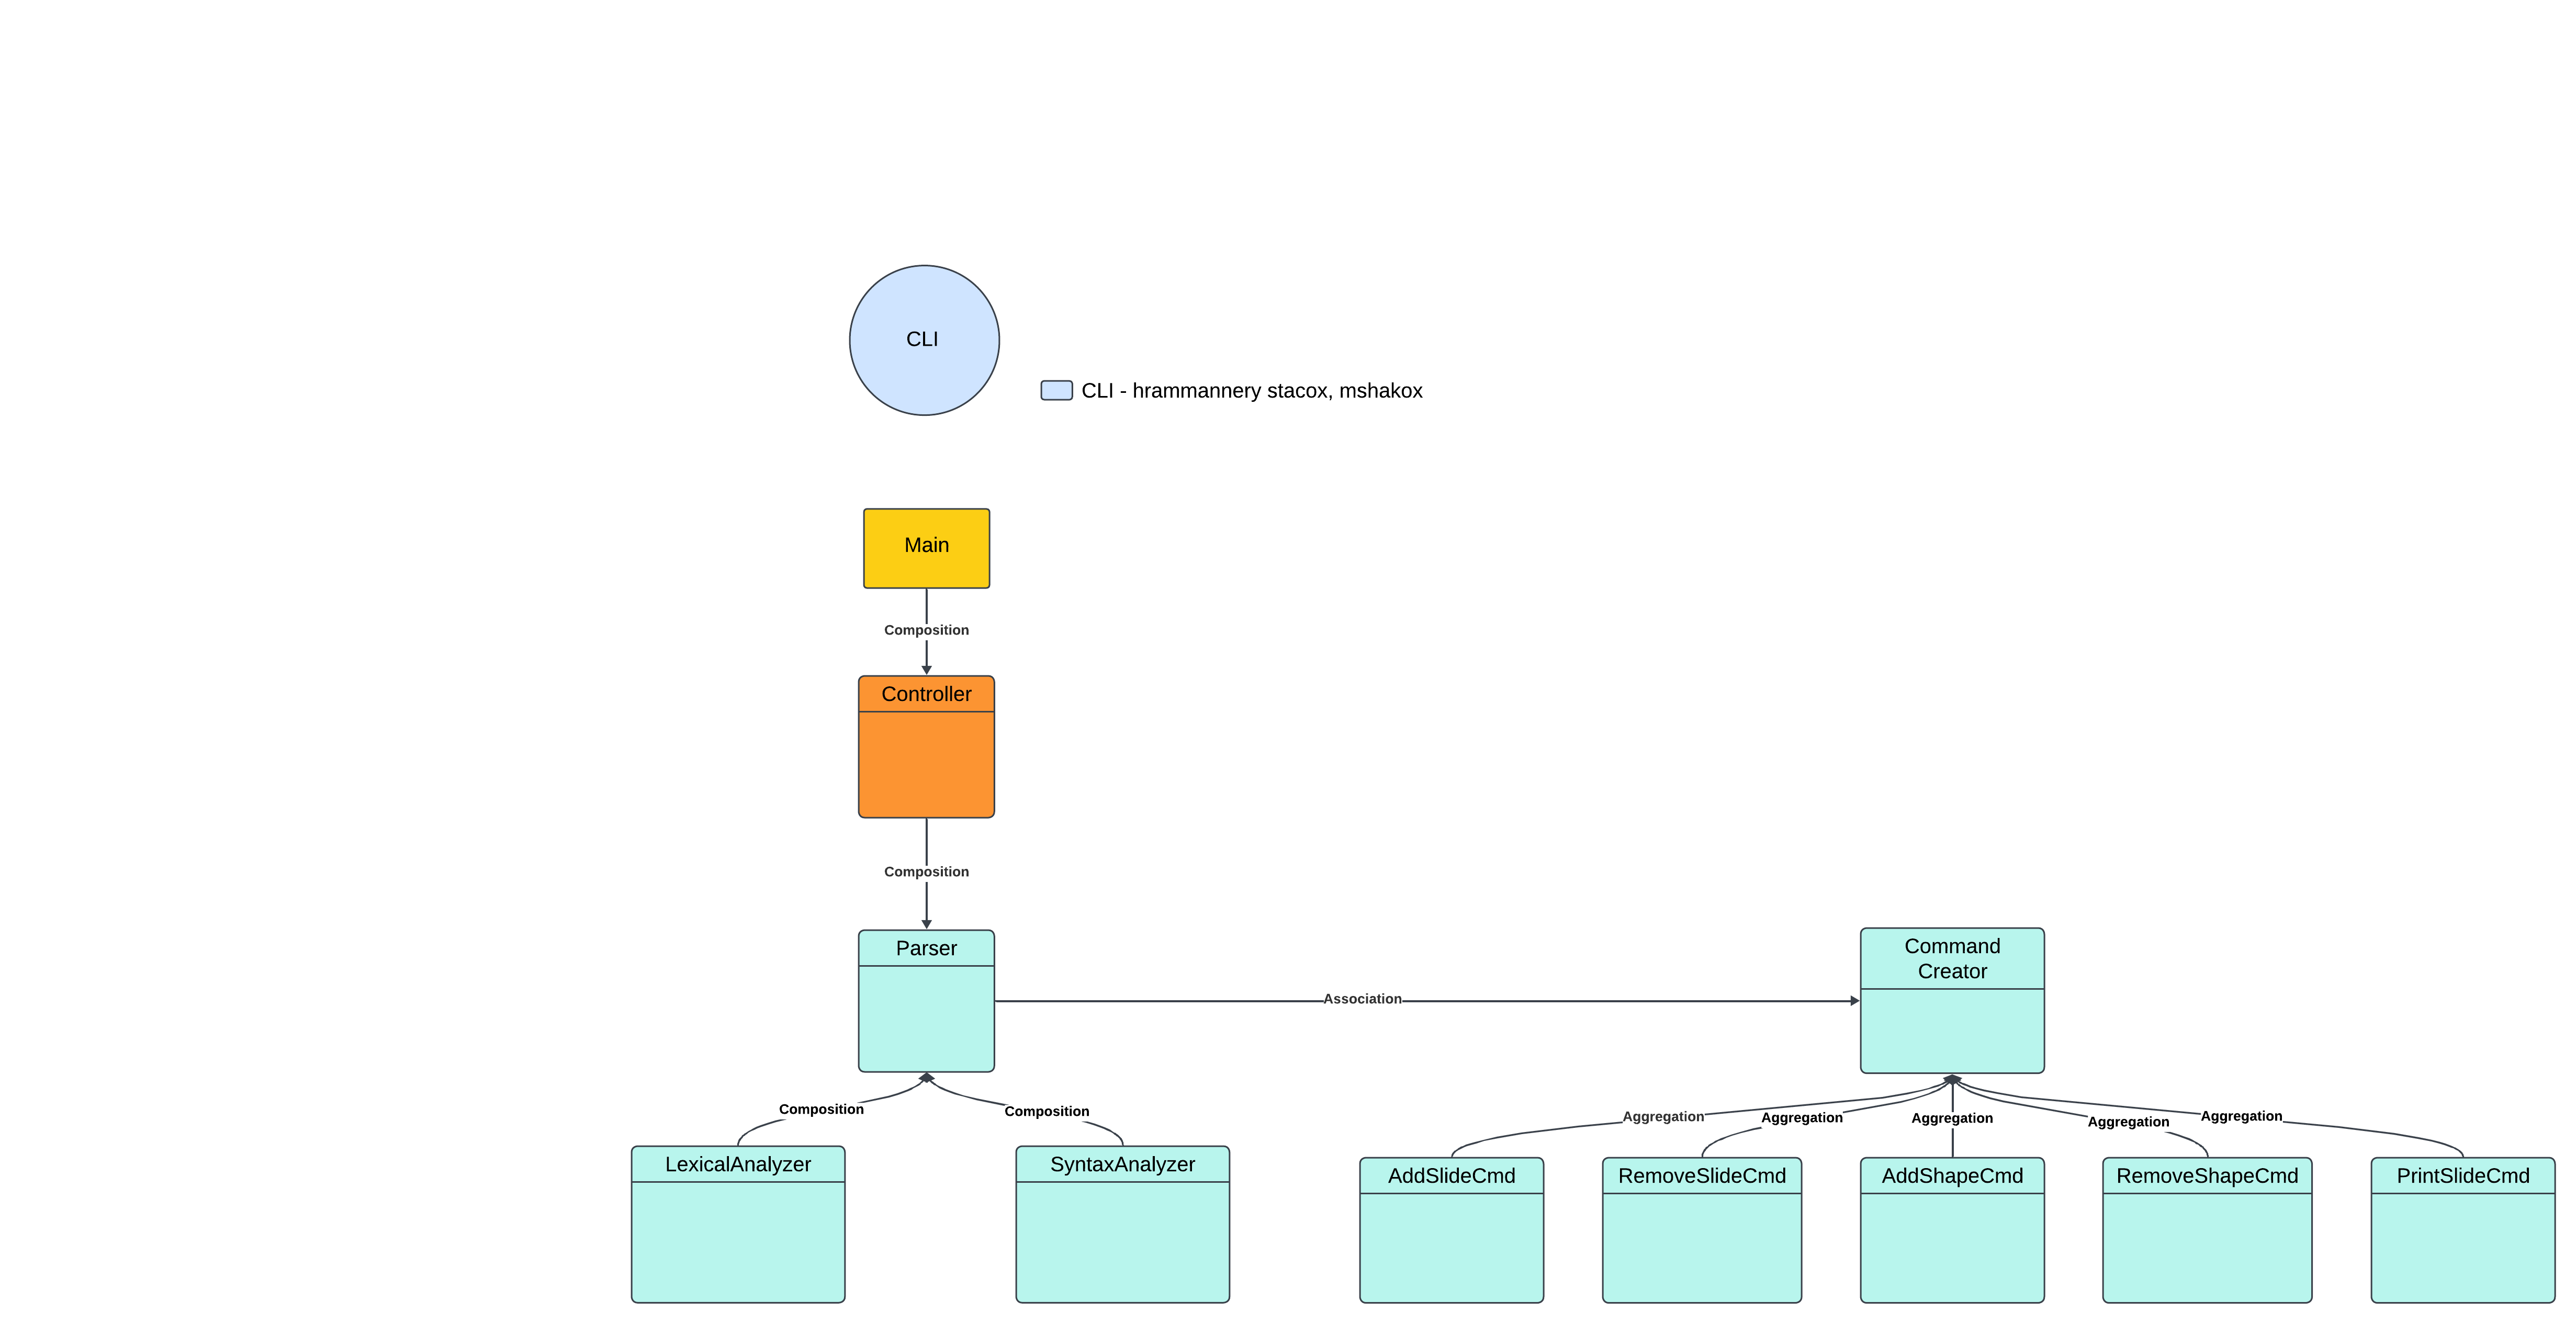 CLI
CLI - hrammannery stacox, mshakox
Main
Composition
Controller
Composition
Parser
Command
Creator
Association
Composition
Composition
Aggregation
Aggregation
Aggregation
Aggregation
Aggregation
LexicalAnalyzer
SyntaxAnalyzer
AddSlideCmd
RemoveSlideCmd
AddShapeCmd
RemoveShapeCmd
PrintSlideCmd